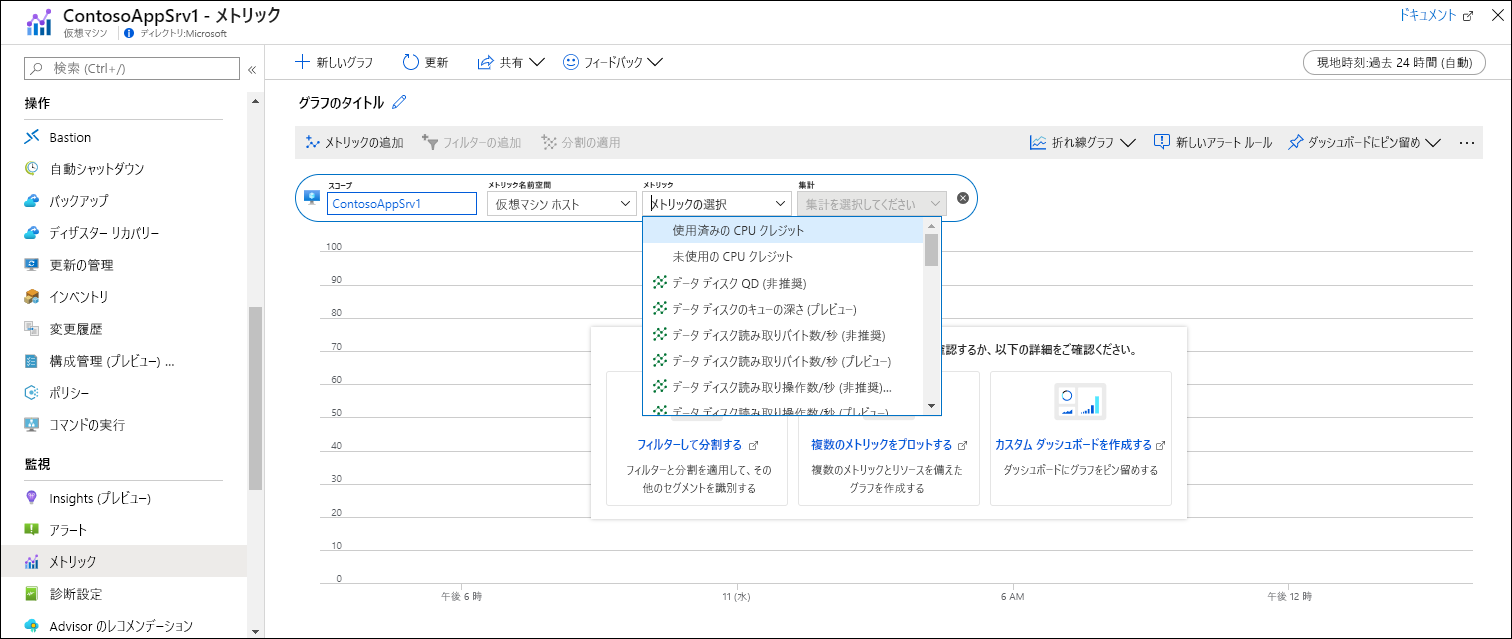 ContosoAppSrv1 - メトリック
仮想マシン
ディレクトリ:Microsoft
ドキュメント
検索 (Ctrl+/)
操作
Bastion
自動シャットダウン
バックアップ
ディザスター リカバリー
更新の管理
インベントリ
変更履歴
構成管理 (プレビュー) ...
ポリシー
コマンドの実行
監視
Insights (プレビュー)
アラート
メトリック
診断設定
Advisor のレコメンデーション
新しいグラフ
更新
共有
フィードバック
現地時刻:過去 24 時間 (自動)
グラフのタイトル
メトリックの追加
フィルターの追加
分割の適用
折れ線グラフ
新しいアラート ルール
ダッシュボードにピン留め
スコープ
ContosoAppSrv1
メトリック名前空間
仮想マシン ホスト
メトリック
メトリックの選択
集計
集計を選択してください
使用済みの CPU クレジット
未使用の CPU クレジット
データ ディスク QD (非推奨)
データ ディスクのキューの深さ (プレビュー)
データ ディスク読み取りバイト数/秒 (非推奨)
データ ディスク読み取りバイト数/秒 (プレビュー)
データ ディスク読み取り操作数/秒 (非推奨)...
データ ディスク読み取り操作数/秒 (プレビュー)
100
90
80
70
60
50
40
30
20
10
0
認するか、以下の詳細をご確認ください。
フィルターして分割する
フィルターと分割を適用して、その
他のセグメントを識別する
複数のメトリックをプロットする
複数のメトリックとリソースを備えた
グラフを作成する
カスタム ダッシュボードを作成する
ダッシュボードにグラフをピン留めする
午後 6 時
11 (水)
6 AM
午後 12 時